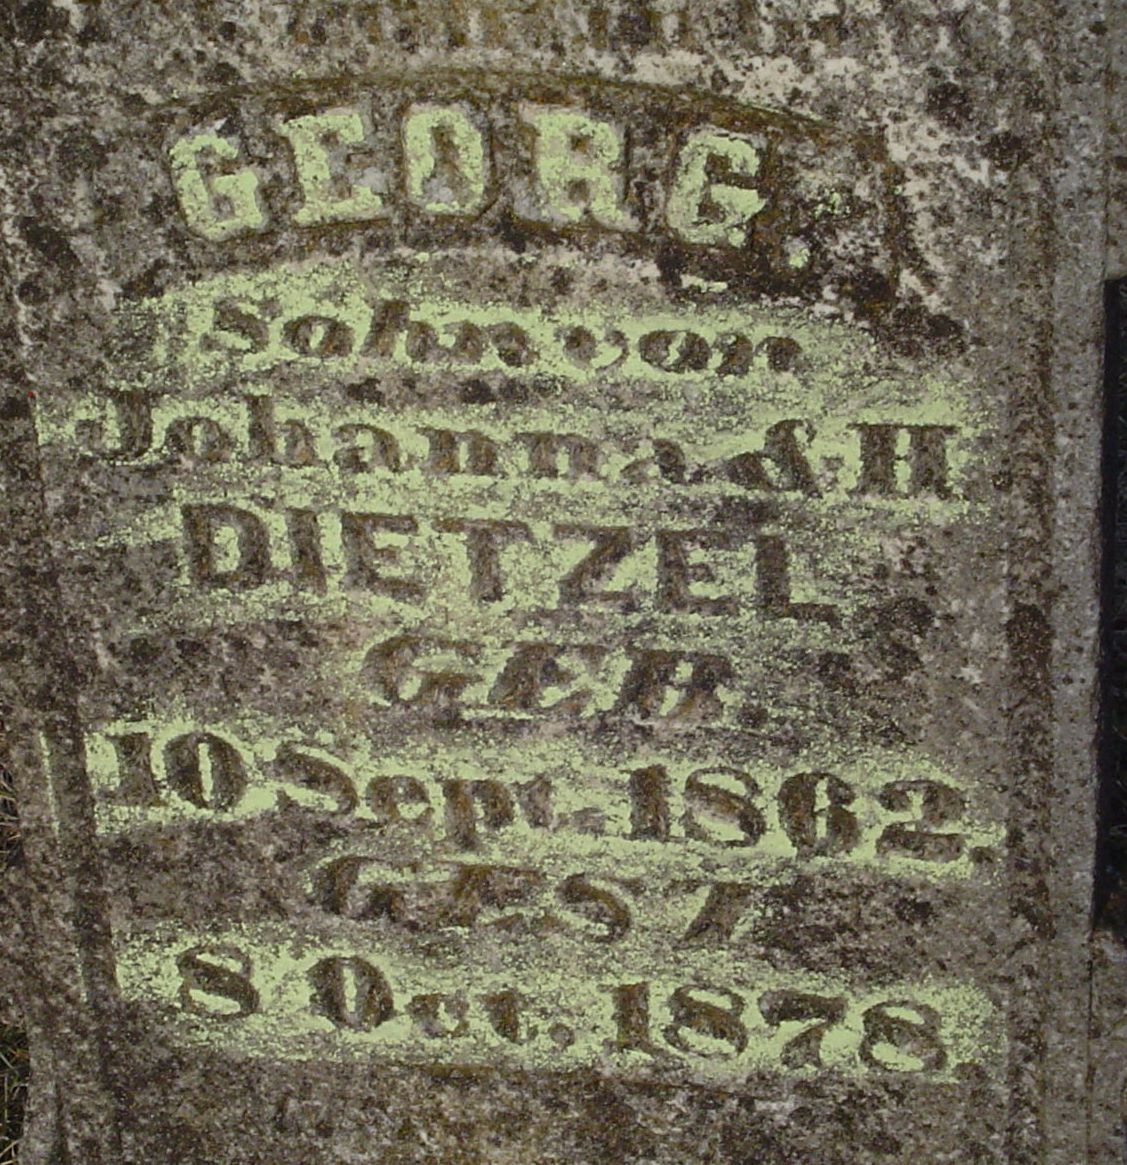 GEORG.
Sohn von
Johann A & H
DIETZEL
GEB.
10 Sept. 1862.
GEST
8 Oct. 1878